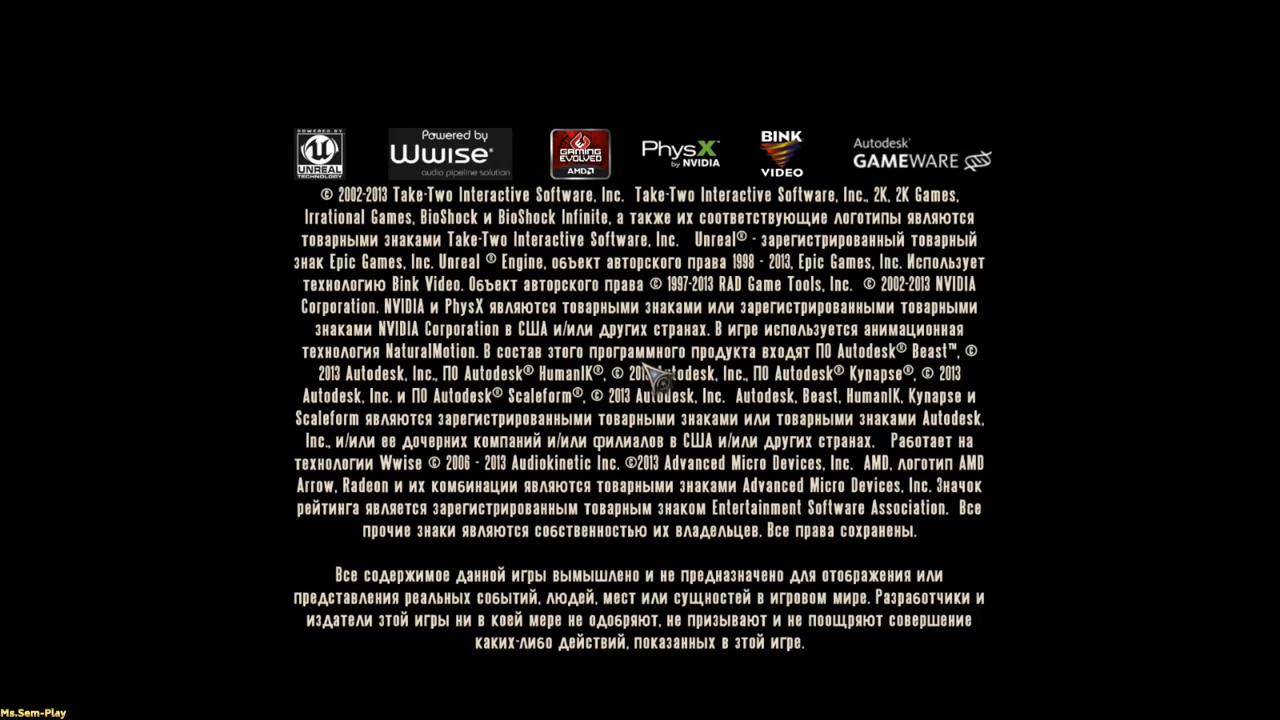 POWERED BY
UNREAL
TECHNOLOGY
Powered by
Wwise®
audio pipeline solution
GAMING
EVOLVED
AMD
PhysX
by NVIDIA
BINK
VIDEO
Autodesk®
GAMEWARE
© 2002-2013 Take-Two Interactive Software, Inc. Take-Two Interactive Software, Inc., 2K, 2K Games,
Irrational Games, BioShock и BioShock Infinite, а также их соответствующие логотипы являются
товарными знаками Take-Two Interactive Software, Inc. Unreal® - зарегистрированный товарный
знак Epic Games, Inc. Unreal ® Engine, объект авторского права 1998 - 2013, Epic Games, Inc. Использует
технологию Bink Video. Объект авторского права © 1997-2013 RAD Game Tools, Inc. © 2002-2013 NVIDIA
Corporation. NVIDIA и PhysX являются товарными знаками или зарегистрированными товарными
знаками NVIDIA Corporation в США и/или других странах. В игре используется анимационная
технология NaturalMotion. В состав этого программного продукта входят ПО Autodesk® Beast™, ©
2013 Autodesk, Inc., ПО Autodesk® HumanIK®, © Autodesk, Inc., ПО Autodesk® Kynapse®, © 2013
Autodesk, Inc. и ПО Autodesk® Scaleform®, © 2013 Autodesk, Inc. Autodesk, Beast, HumanIK, Kynapse и
Scaleform являются зарегистрированными товарными знаками или товарными знаками Autodesk,
Inc., и/или ее дочерних компаний и/или филиалов в США и/или других странах. Работает на
технологии Wwise © 2006 - 2013 Audiokinetic Inc. ©2013 Advanced Micro Devices, Inc. AMD, логотип AMD
Arrow, Radeon и их комбинации являются товарными знаками Advanced Micro Devices, Inc. Значок
рейтинга является зарегистрированным товарным знаком Entertainment Software Association. Все
прочие знаки являются собственностью их владельцев. Все права сохранены.
Все содержимое данной игры вымышлено и не предназначено для отображения или
представления реальных событий, людей, мест или сущностей в игровом мире. Разработчики и
издатели этой игры ни в коей мере не одобряют, не призывают и не поощряют совершение
каких-либо действий, показанных в этой игре.
Ms.Sem-Play